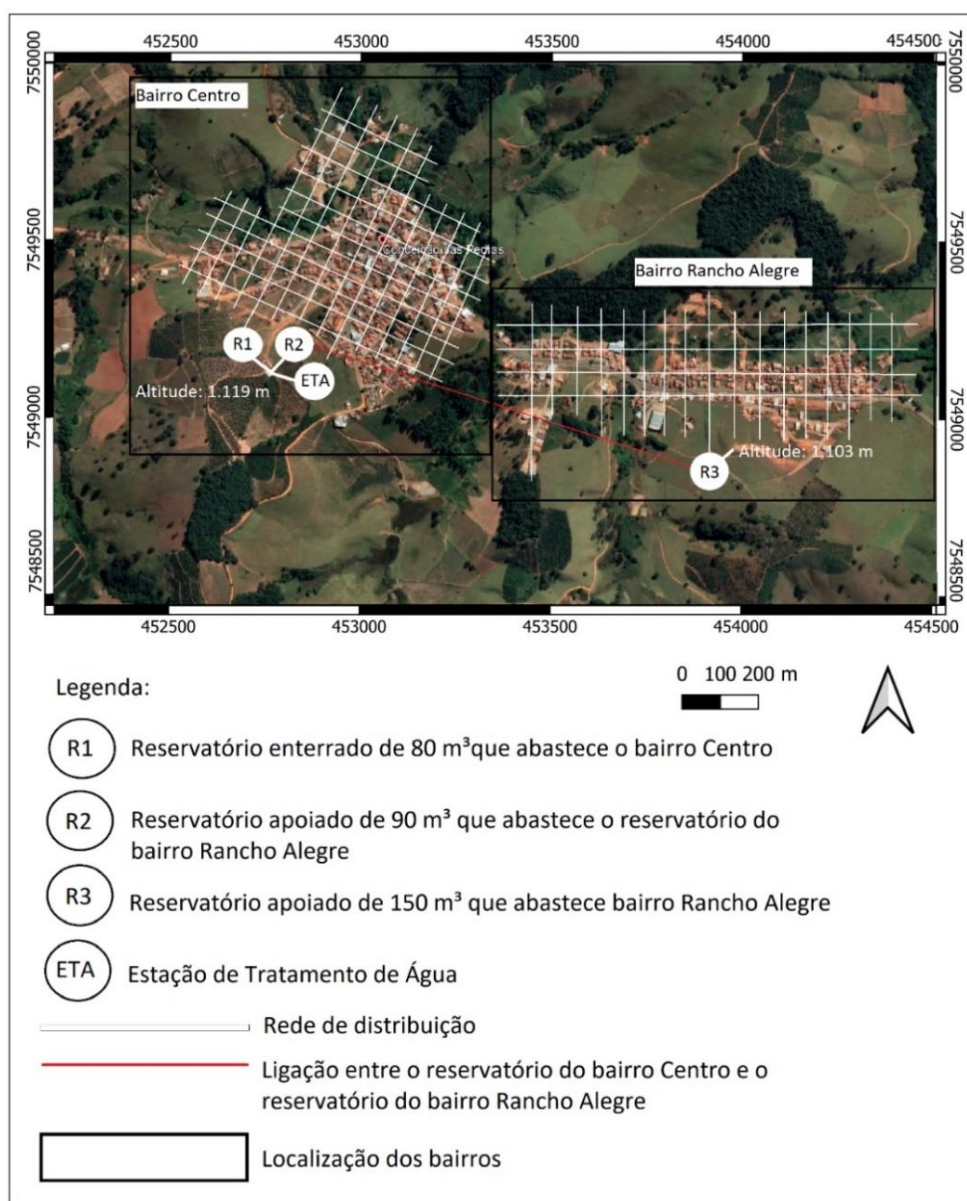 452500 453000 453500 454000 454500
7550000 7550000
Bairro Centro
7549500 7549500
Bairro Rancho Alegre
R1 R2
ETA
Altitude: 1.119 m
7549000 7549000
Altitude: 1.103 m
R3
7548500 7548500
452500 453000 453500 454000 454500
0 100 200 m
Legenda:
R1 Reservatório enterrado de 80 m³que abastece o bairro Centro
R2 Reservatório apoiado de 90 m³ que abastece o reservatório do
bairro Rancho Alegre
R3 Reservatório apoiado de 150 m³ que abastece bairro Rancho Alegre
ETA Estação de Tratamento de Água
Rede de distribuição
Ligação entre o reservatório do bairro Centro e o
reservatório do bairro Rancho Alegre
Localização dos bairros